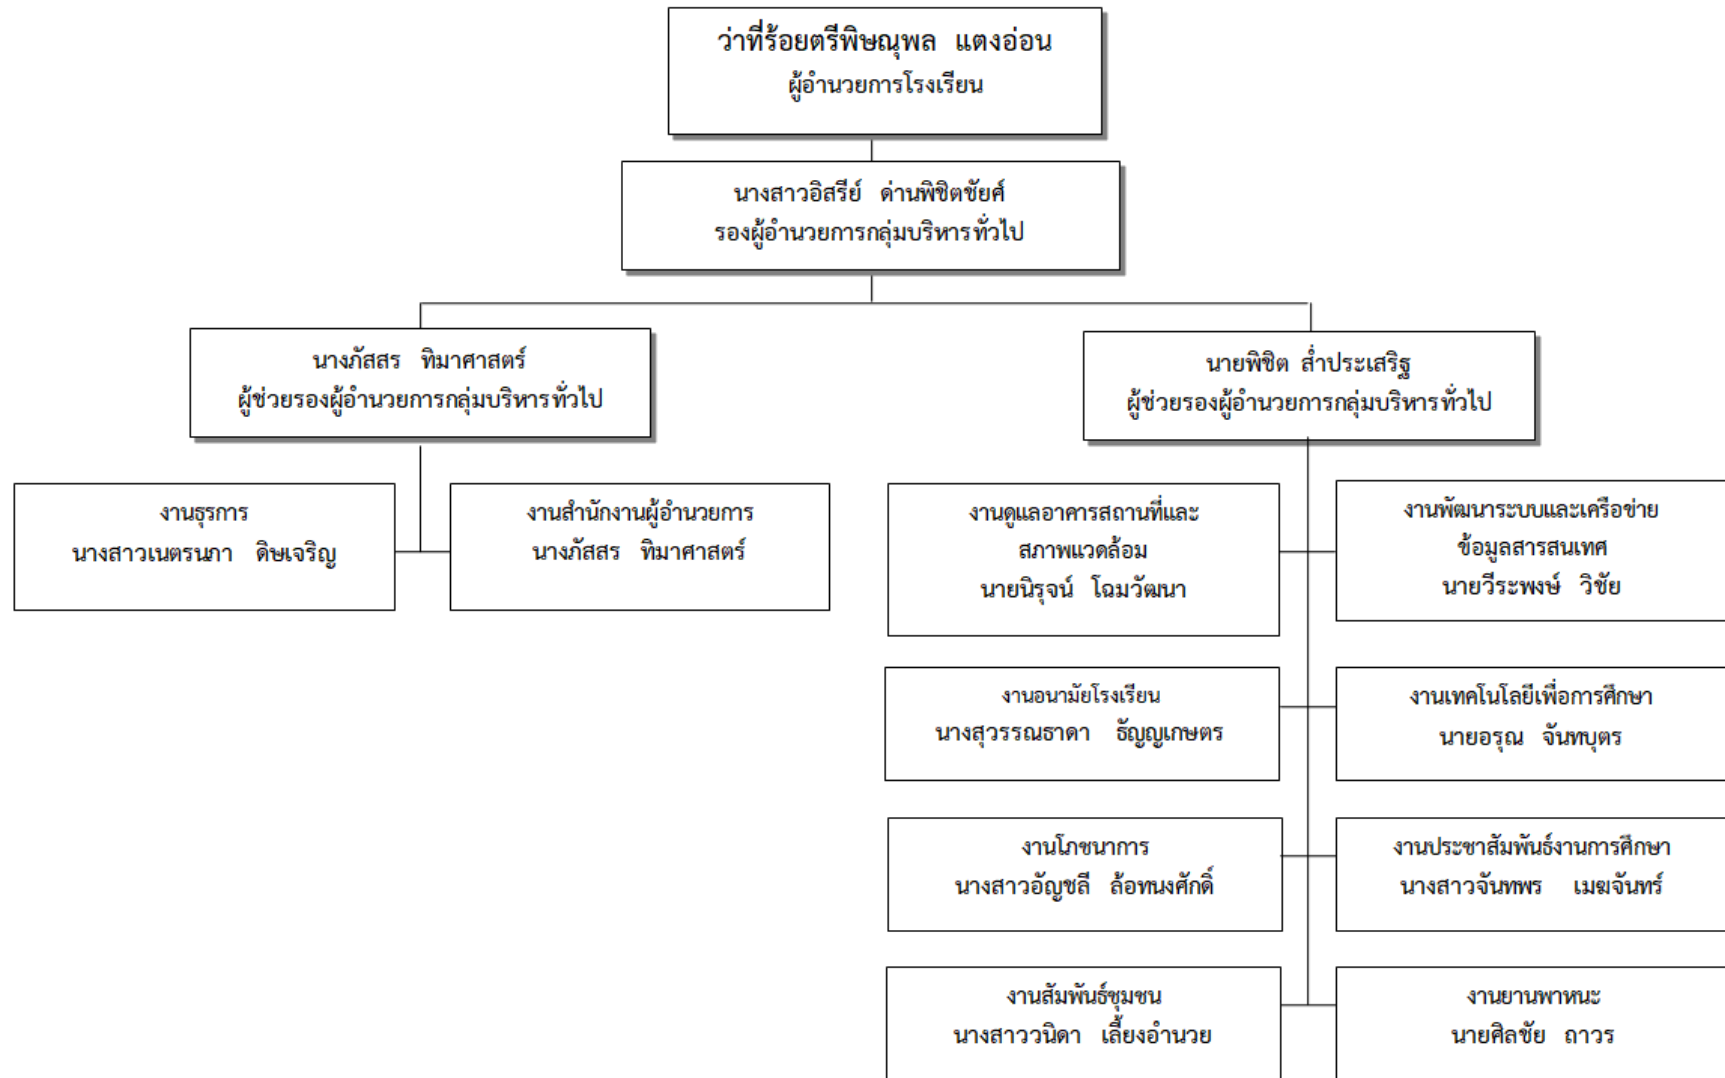 ว่าที่ร้อยตรีพิษณุพล แตงอ่อน
ผู้อำนวยการโรงเรียน
นางสาวอิสรีย์ ด่านพิชิตชัยศ์
รองผู้อำนวยการกลุ่มบริหารทั่วไป
นางภัสสร ทิมาศาสตร์
ผู้ช่วยรองผู้อำนวยการกลุ่มบริหารทั่วไป
นายพิชิต ส่ำประเสริฐ
ผู้ช่วยรองผู้อำนวยการกลุ่มบริหารทั่วไป
งานธุรการ
นางสาวเนตรนภา ดิษเจริญ
งานสำนักงานผู้อำนวยการ
นางภัสสร ทิมาศาสตร์
งานดูแลอาคารสถานที่และ
สภาพแวดล้อม
นายนิรุจน์ โฉมวัฒนา
งานพัฒนาระบบและเครือข่าย
ข้อมูลสารสนเทศ
นายวีระพงษ์ วิชัย
งานอนามัยโรงเรียน
นางสุวรรณธาดา ธัญญเกษตร
งานเทคโนโลยีเพื่อการศึกษา
นายอรุณ จันทบุตร
งานโภชนาการ
นางสาวอัญชลี ล้อทนงศักดิ์
งานประชาสัมพันธ์งานการศึกษา
นางสาวจันทพร เมฆจันทร์
งานสัมพันธ์ชุมชน
นางสาววนิดา เลี้ยงอำนวย
งานยานพาหนะ
นายศิลชัย ถาวร